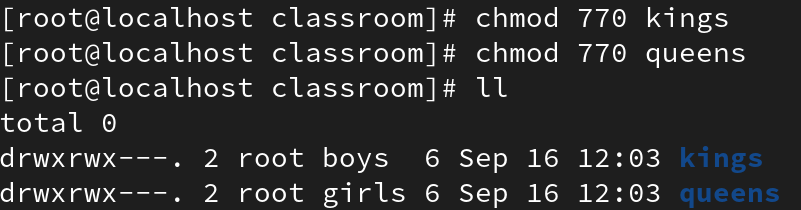 [root@localhost classroom]# chmod 770 kings
[root@localhost classroom]# chmod 770 queens
[root@localhost classroom]# ll
total 0
drwxrwx---. 2 root boys  6 Sep 16 12:03 kings
drwxrwx---. 2 root girls 6 Sep 16 12:03 queens